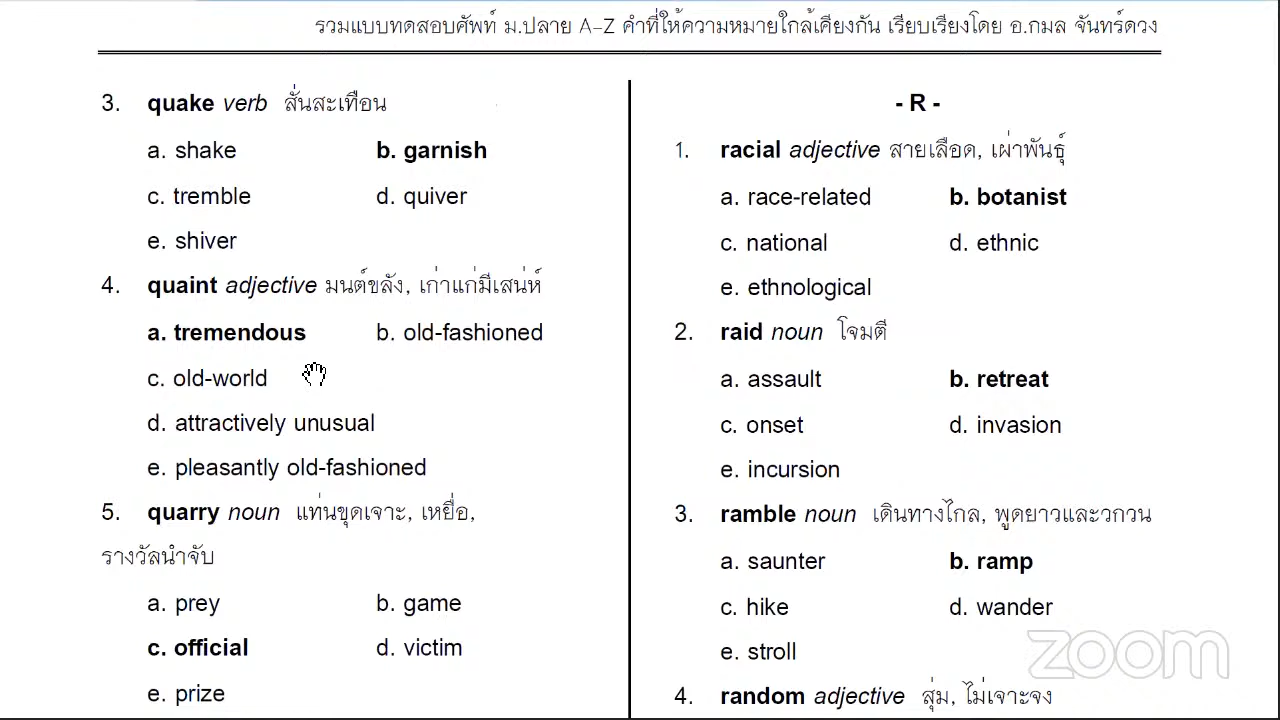 รวมแบบทดสอบศัพท์ ม.ปลาย A-Z คำที่ให้ความหมายใกล้เคียงกัน เรียบเรียงโดย อ.กมล จันทร์ดวง
3. quake verb สั่นสะเทือน
a. shake b. garnish
c. tremble d. quiver
e. shiver
4. quaint adjective มนต์ขลัง, เก่าแก่มีเสน่ห์
a. tremendous b. old-fashioned
c. old-world
d. attractively unusual
e. pleasantly old-fashioned
5. quarry noun แท่นขุดเจาะ, เหยื่อ,
รางวัลนำจับ
a. prey b. game
c. official d. victim
e. prize
- R -
1. racial adjective สายเลือด, เผ่าพันธุ์
a. race-related b. botanist
c. national d. ethnic
e. ethnological
2. raid noun โจมตี
a. assault b. retreat
c. onset d. invasion
e. incursion
3. ramble noun เดินทางไกล, พูดยาวและวกวน
a. saunter b. ramp
c. hike d. wander
e. stroll
4. random adjective สุ่ม, ไม่เจาะจง
zoom